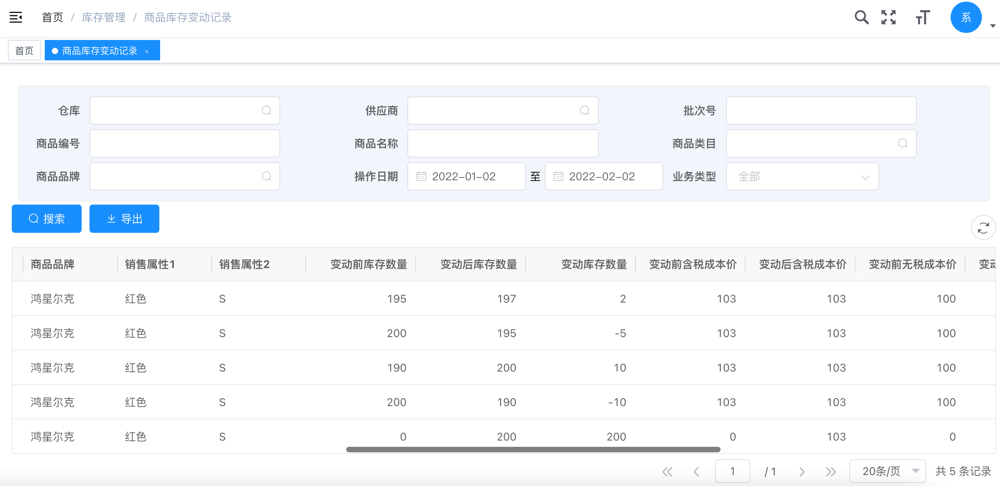 首页 / 库存管理 / 商品库存变动记录
系
首页
商品库存变动记录 ×
仓库 供应商 批次号
商品编号 商品名称 商品类目
商品品牌 操作日期 2022-01-02 至 2022-02-02 业务类型 全部
搜索 导出
商品品牌 销售属性1 销售属性2 变动前库存数量 变动后库存数量 变动库存数量 变动前含税成本价 变动后含税成本价 变动前无税成本价 变动
鸿星尔克 红色 S 195 197 2 103 103 100
鸿星尔克 红色 S 200 195 -5 103 103 100
鸿星尔克 红色 S 190 200 10 103 103 100
鸿星尔克 红色 S 200 190 -10 103 103 100
鸿星尔克 红色 S 0 200 200 0 103 0
1 / 1 20条/页 共 5 条记录